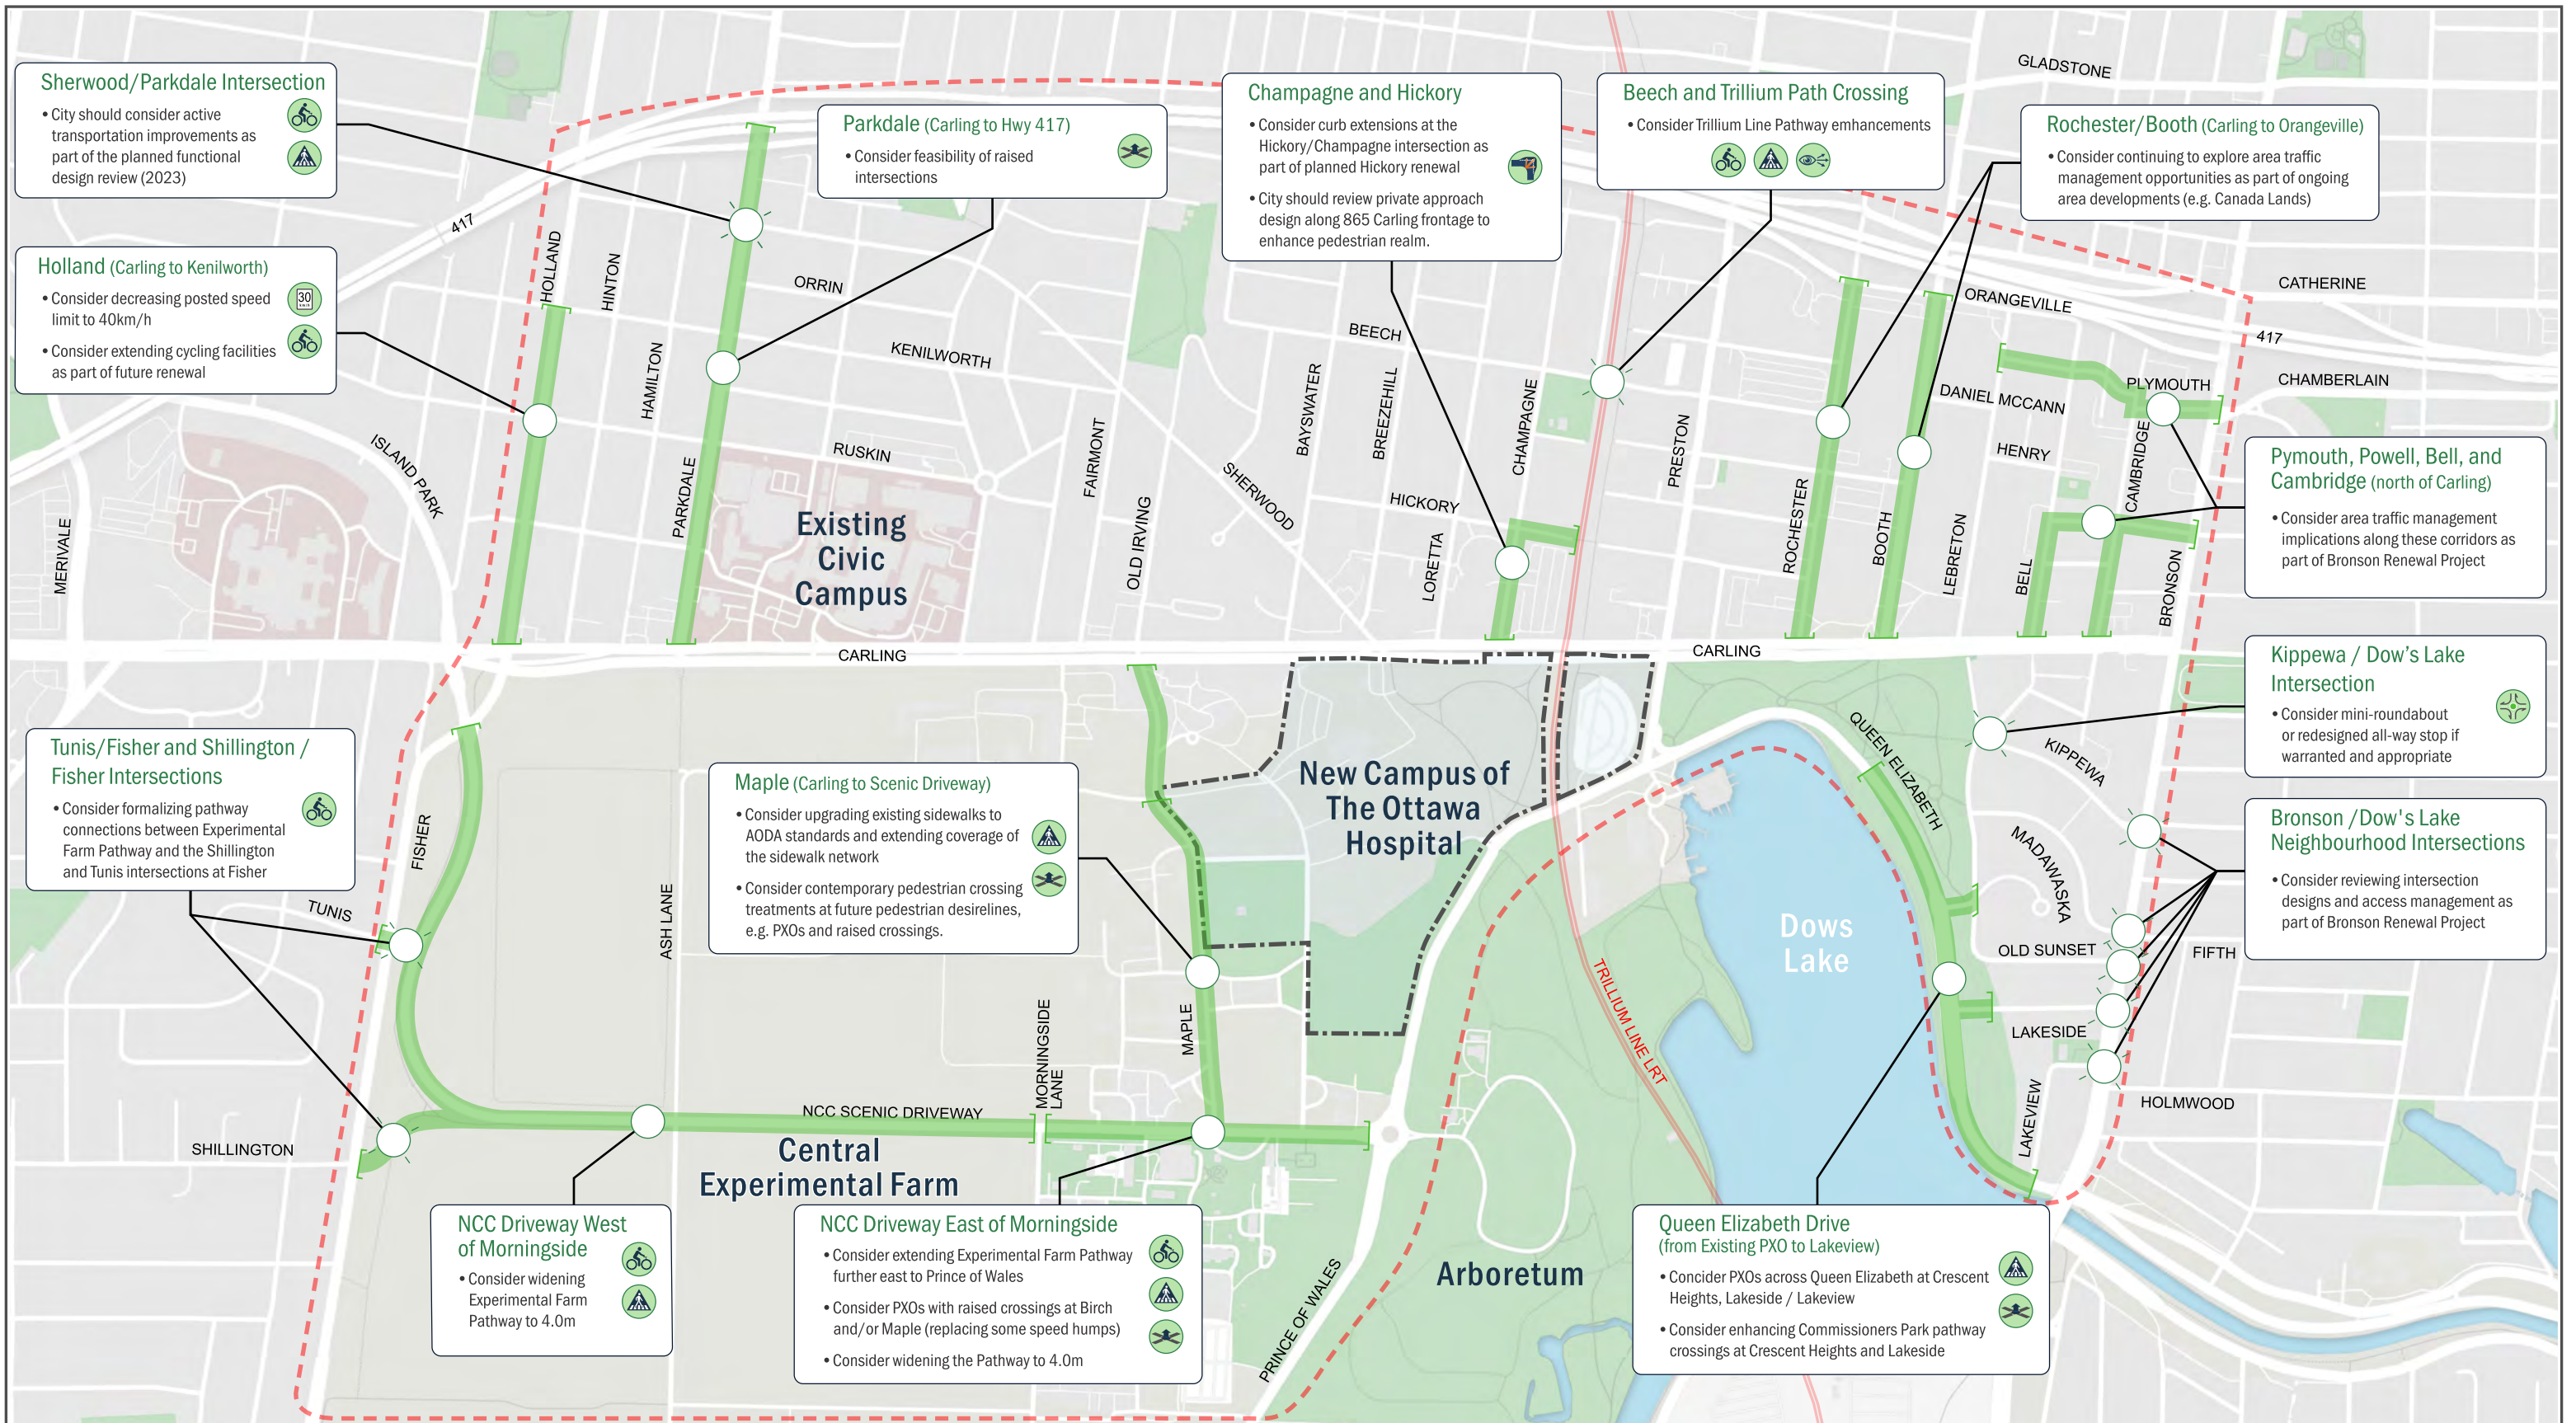 Sherwood/Parkdale Intersection
• City should consider active
transportation improvements as
part of the planned functional
design review (2023)
Holland (Carling to Kenilworth)
• Consider decreasing posted speed
limit to 40km/h
• Consider extending cycling facilities
as part of future renewal
30
Parkdale (Carling to Hwy 417)
• Consider feasibility of raised
intersections
Champagne and Hickory
• Consider curb extensions at the
Hickory/Champagne intersection as
part of planned Hickory renewal
• City should review private approach
design along 865 Carling frontage to
enhance pedestrian realm.
Beech and Trillium Path Crossing
• Consider Trillium Line Pathway emhancements
Rochester/Booth (Carling to Orangeville)
• Consider continuing to explore area traffic
management opportunities as part of ongoing
area developments (e.g. Canada Lands)
Pymouth, Powell, Bell, and
Cambridge (north of Carling)
• Consider area traffic management
implications along these corridors as
part of Bronson Renewal Project
Kippewa / Dow's Lake
Intersection
• Consider mini-roundabout
or redesigned all-way stop if
warranted and appropriate
Bronson /Dow's Lake
Neighbourhood Intersections
• Consider reviewing intersection
designs and access management as
part of Bronson Renewal Project
Tunis/Fisher and Shillington /
Fisher Intersections
• Consider formalizing pathway
connections between Experimental
Farm Pathway and the Shillington
and Tunis intersections at Fisher
Maple (Carling to Scenic Driveway)
• Consider upgrading existing sidewalks to
AODA standards and extending coverage of
the sidewalk network
• Consider contemporary pedestrian crossing
treatments at future pedestrian desirelines,
e.g. PXOs and raised crossings.
NCC Driveway West
of Morningside
• Consider widening
Experimental Farm
Pathway to 4.0m
NCC Driveway East of Morningside
• Consider extending Experimental Farm Pathway
further east to Prince of Wales
• Consider PXOs with raised crossings at Birch
and/or Maple (replacing some speed humps)
• Consider widening the Pathway to 4.0m
Queen Elizabeth Drive
(from Existing PXO to Lakeview)
• Concider PXOs across Queen Elizabeth at Crescent
Heights, Lakeside / Lakeview
• Consider enhancing Commissioners Park pathway
crossings at Crescent Heights and Lakeside
GLADSTONE
CATHERINE
417
417
CHAMBERLAIN
ORANGEVILLE
PLYMOUTH
DANIEL MCCANN
HENRY
CAMBRIDGE
BRONSON
BELL
LEBRETON
BOOTH
ROCHESTER
PRESTON
CHAMPAGNE
BEECH
BREEZEHILL
BAYSWATER
HICKORY
LORETTA
SHERWOOD
OLD IRVING
FAIRMONT
KENILWORTH
ORRIN
RUSKIN
PARKDALE
HAMILTON
HINTON
HOLLAND
ISLAND PARK
MERIVALE
CARLING
CARLING
Existing
Civic
Campus
New Campus of
The Ottawa
Hospital
Dows
Lake
QUEEN ELIZABETH
KIPPEWA
MADAWASKA
OLD SUNSET
FIFTH
LAKESIDE
LAKEVIEW
HOLMWOOD
TRILLIUM LINE LRT
FISHER
TUNIS
SHILLINGTON
ASH LANE
MORNINGSIDE
LANE
MAPLE
NCC SCENIC DRIVEWAY
Central
Experimental Farm
Arboretum
PRINCE OF WALES